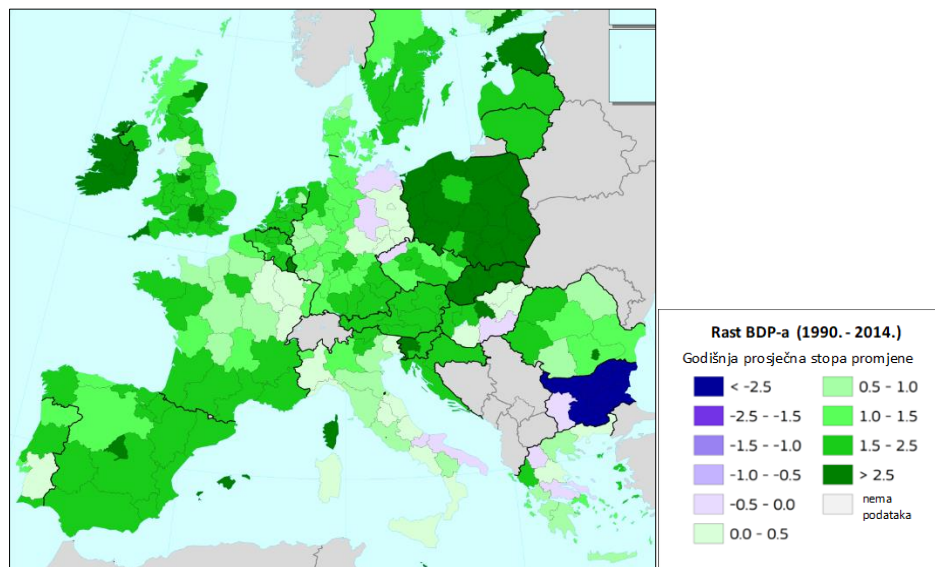 Rast BDP-a (1990. - 2014.)
Godišnja prosječna stopa promjene
< -2.5
-2.5 - -1.5
-1.5 - -1.0
-1.0 - -0.5
-0.5 - 0.0
0.0 - 0.5
0.5 - 1.0
1.0 - 1.5
1.5 - 2.5
> 2.5
nema
podataka